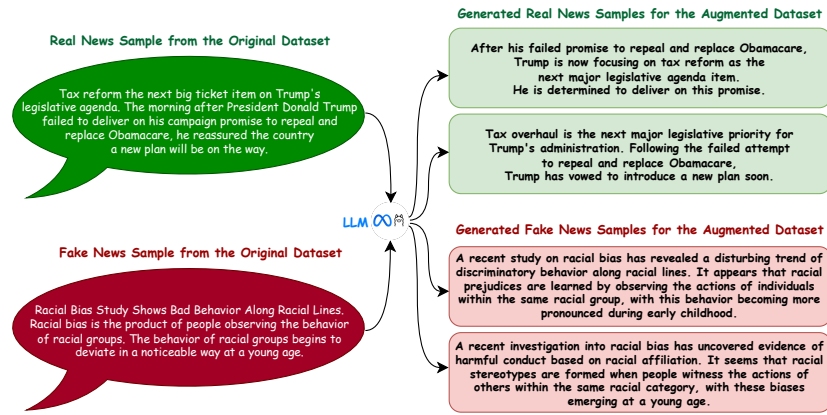 Generated Real News Samples for the Augmented Dataset
Real News Sample from the Original Dataset
Tax reform the next big ticket item on Trump's
legislative agenda. The morning after President Donald Trump
failed to deliver on his campaign promise to repeal and
replace Obamacare, he reassured the country
a new plan will be on the way.
After his failed promise to repeal and replace Obamacare,
Trump is now focusing on tax reform as the
next major legislative agenda item.
He is determined to deliver on this promise.
Tax overhaul is the next major legislative priority for
Trump's administration. Following the failed attempt
to repeal and replace Obamacare,
Trump has vowed to introduce a new plan soon.
LLM
Generated Fake News Samples for the Augmented Dataset
Fake News Sample from the Original Dataset
Racial Bias Study Shows Bad Behavior Along Racial Lines.
Racial bias is the product of people observing the behavior
of racial groups. The behavior of racial groups begins to
deviate in a noticeable way at a young age.
A recent study on racial bias has revealed a disturbing trend of
discriminatory behavior along racial lines. It appears that racial
prejudices are learned by observing the actions of individuals
within the same racial group, with this behavior becoming more
pronounced during early childhood.
A recent investigation into racial bias has uncovered evidence of
harmful conduct based on racial affiliation. It seems that racial
stereotypes are formed when people witness the actions of
others within the same racial category, with these biases
emerging at a young age.